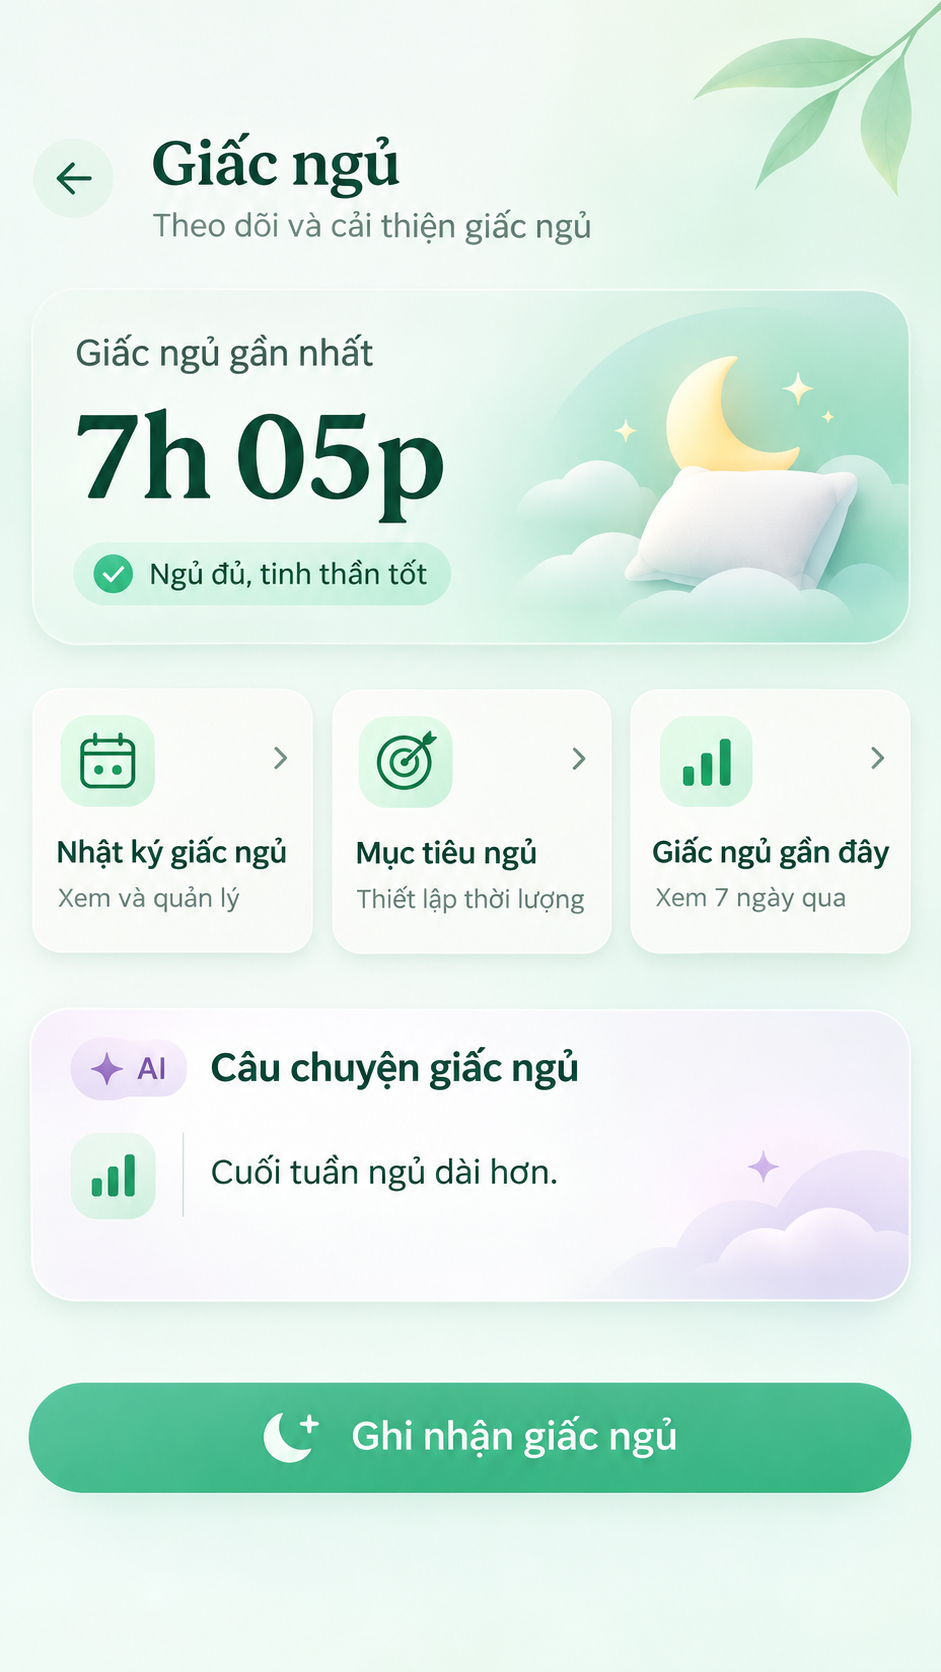 Giấc ngủ
Theo dõi và cải thiện giấc ngủ
Giấc ngủ gần nhất
7h 05p
Ngủ đủ, tinh thần tốt
Nhật ký giấc ngủ
Xem và quản lý
Mục tiêu ngủ
Thiết lập thời lượng
Giấc ngủ gần đây
Xem 7 ngày qua
AI Câu chuyện giấc ngủ
Cuối tuần ngủ dài hơn.
Ghi nhận giấc ngủ